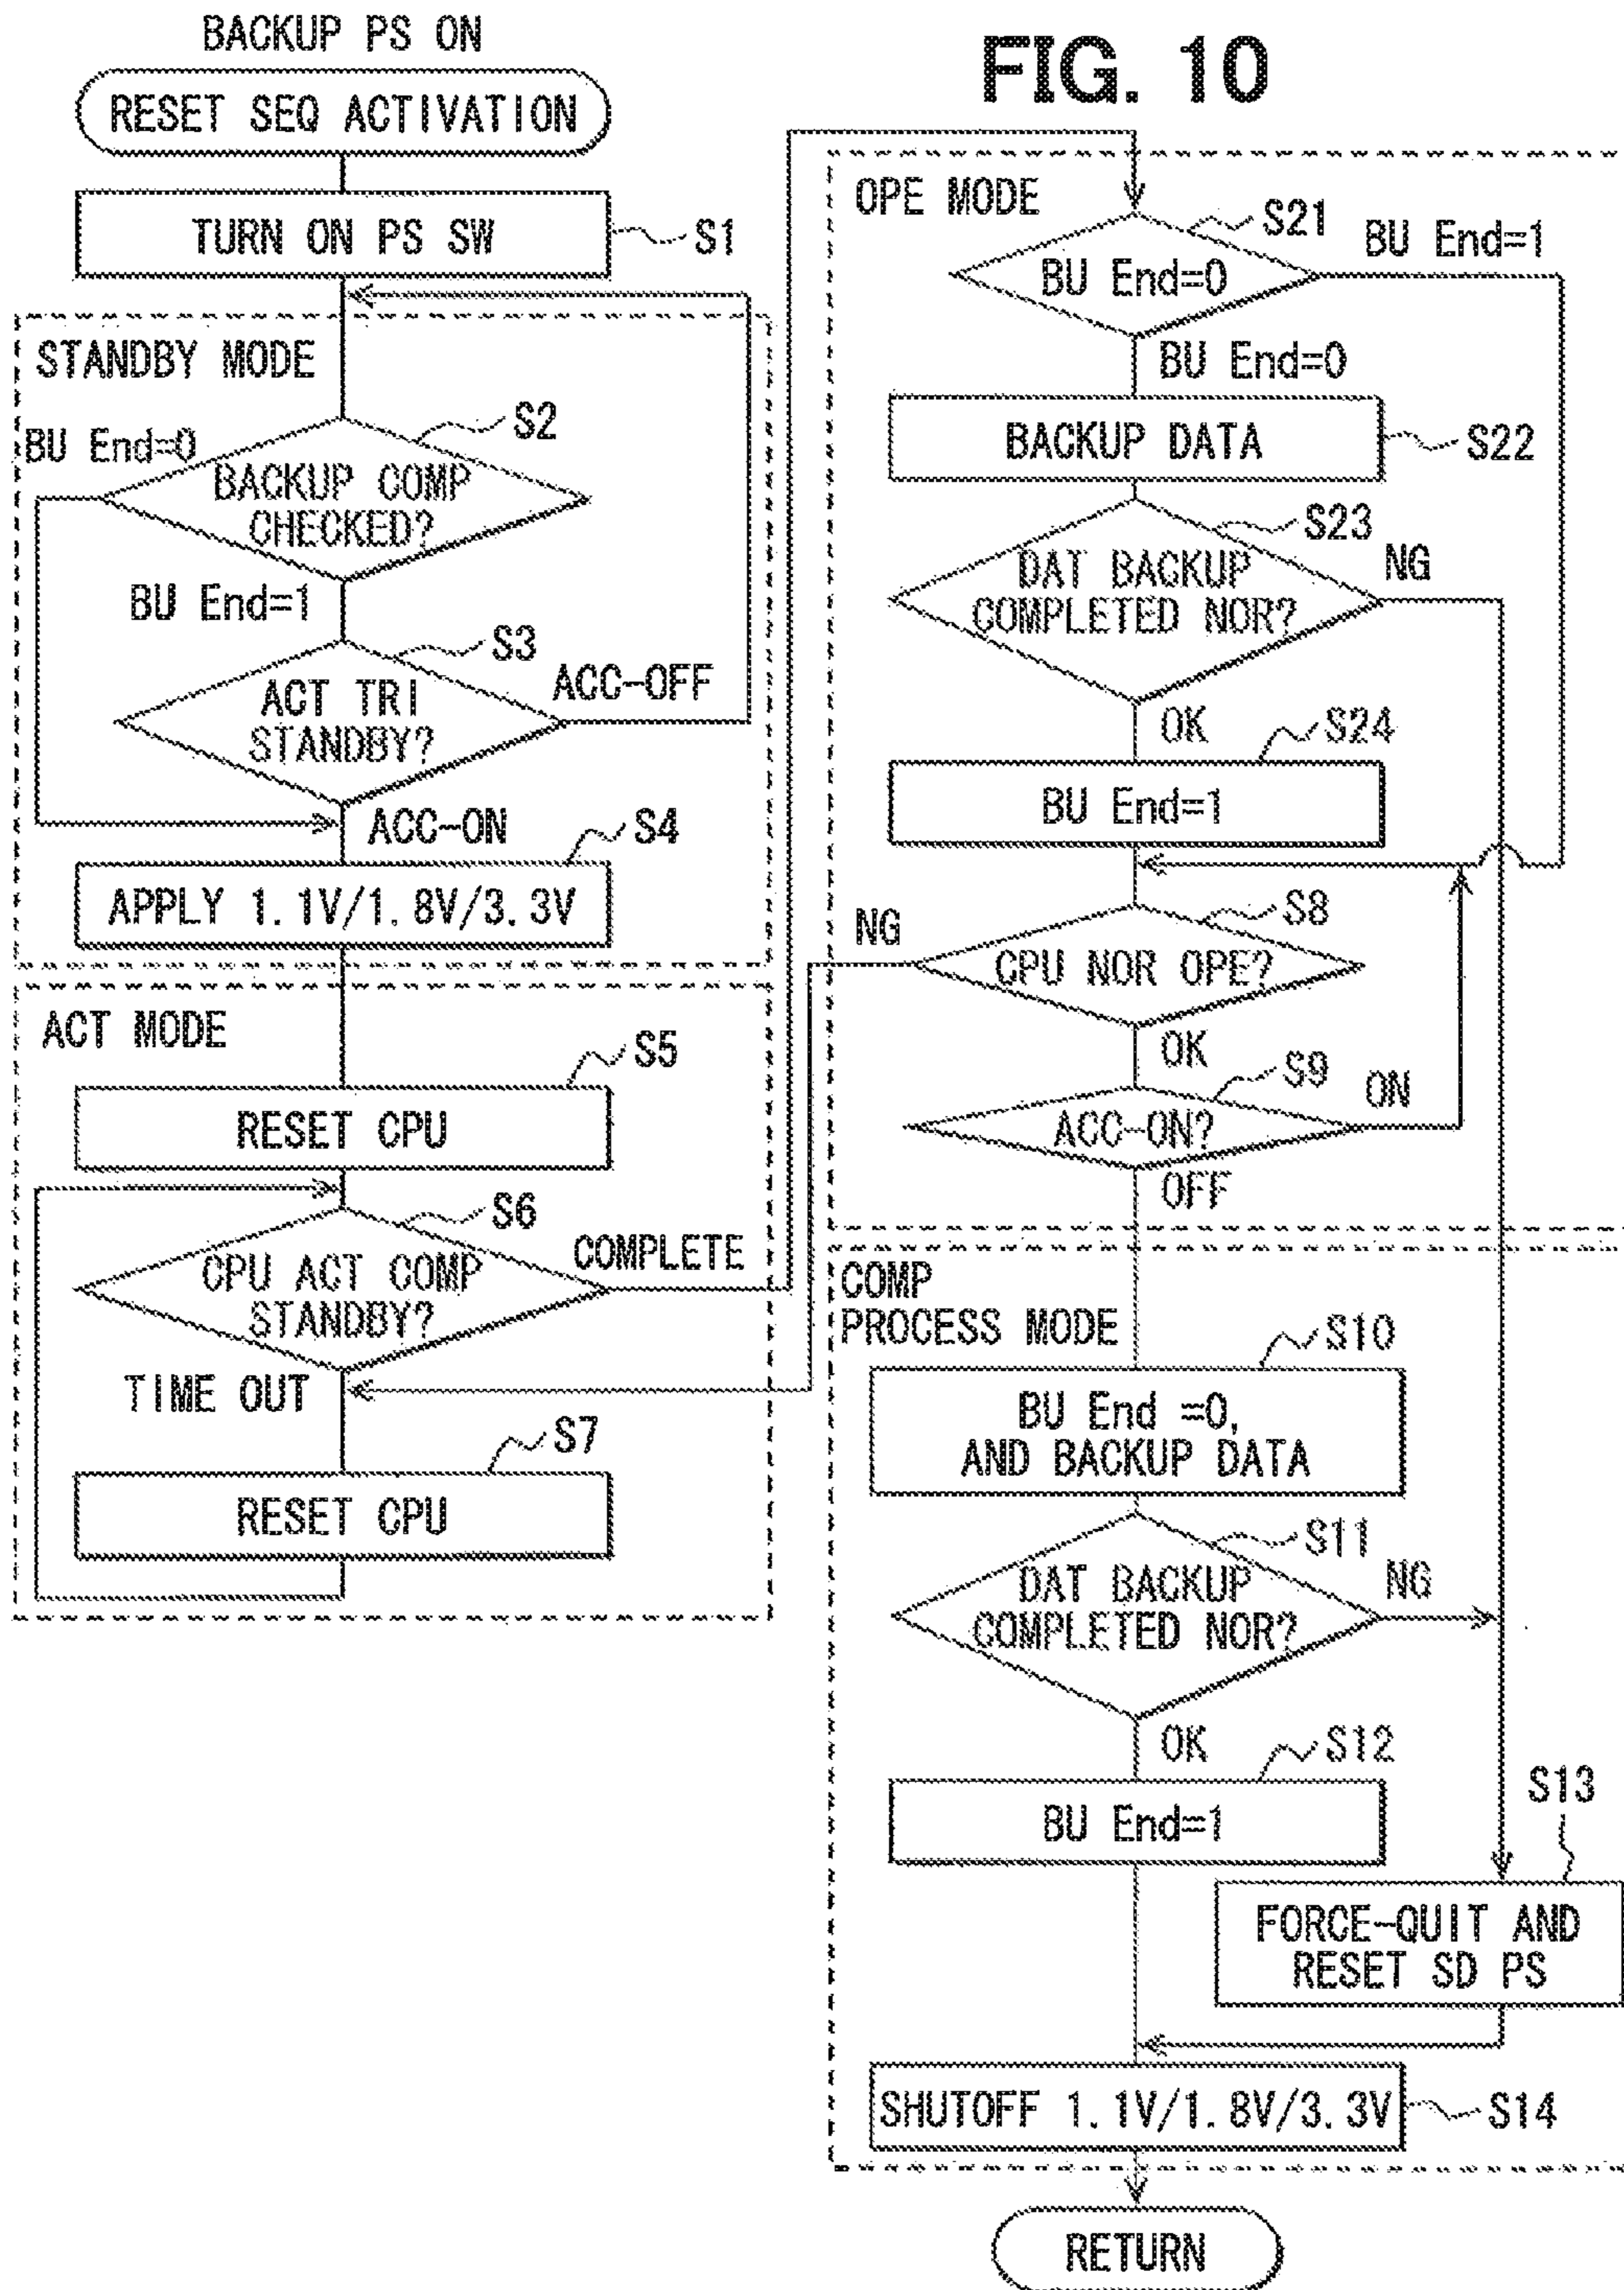 FIG. 10
BACKUP PS ON
RESET SEQ ACTIVATION
TURN ON PS SW
S1
STANDBY MODE
BU End=0
S2
BACKUP COMP
CHECKED?
BU End=1
S3
ACT TRI
STANDBY?
ACC-OFF
ACC-ON
S4
APPLY 1.1V/1.8V/3.3V
ACT MODE
S5
RESET CPU
S6
CPU ACT COMP
STANDBY?
COMPLETE
TIME OUT
S7
RESET CPU
OPE MODE
S21
BU End=0
BU End=1
BU End=0
BACKUP DATA
S22
S23
DAT BACKUP
COMPLETED NOR?
NG
OK
S24
BU End=1
S8
NG
CPU NOR OPE?
OK
S9
ACC-ON?
ON
OFF
COMP
PROCESS MODE
S10
BU End =0,
AND BACKUP DATA
S11
DAT BACKUP
COMPLETED NOR?
NG
OK
S12
BU End=1
S13
FORCE-QUIT AND
RESET SD PS
SHUTOFF 1.1V/1.8V/3.3V
S14
RETURN